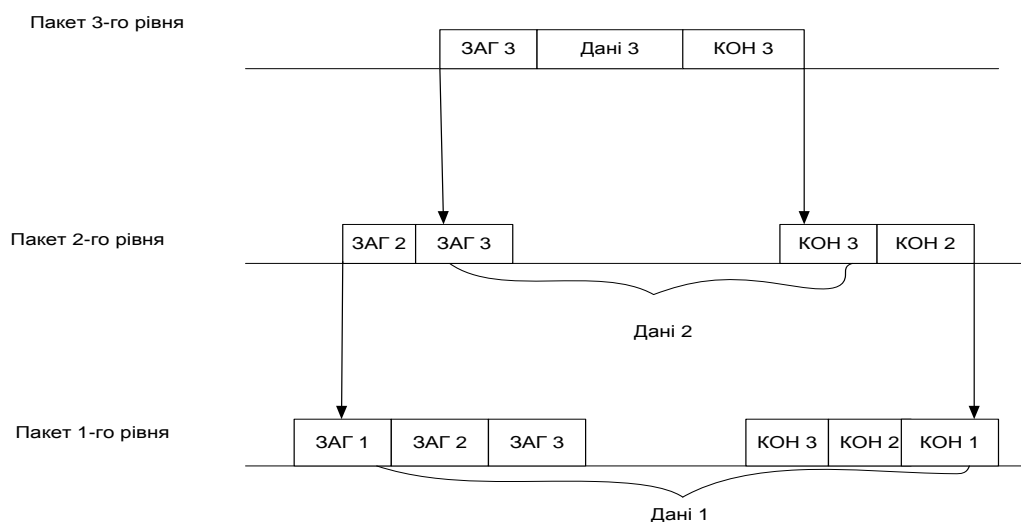 Пакет 3-го рівня
ЗАГ 3 Дані 3 КОН 3
Пакет 2-го рівня
ЗАГ 2 ЗАГ 3 КОН 3 КОН 2
Дані 2
Пакет 1-го рівня
ЗАГ 1 ЗАГ 2 ЗАГ 3 КОН 3 КОН 2 КОН 1
Дані 1